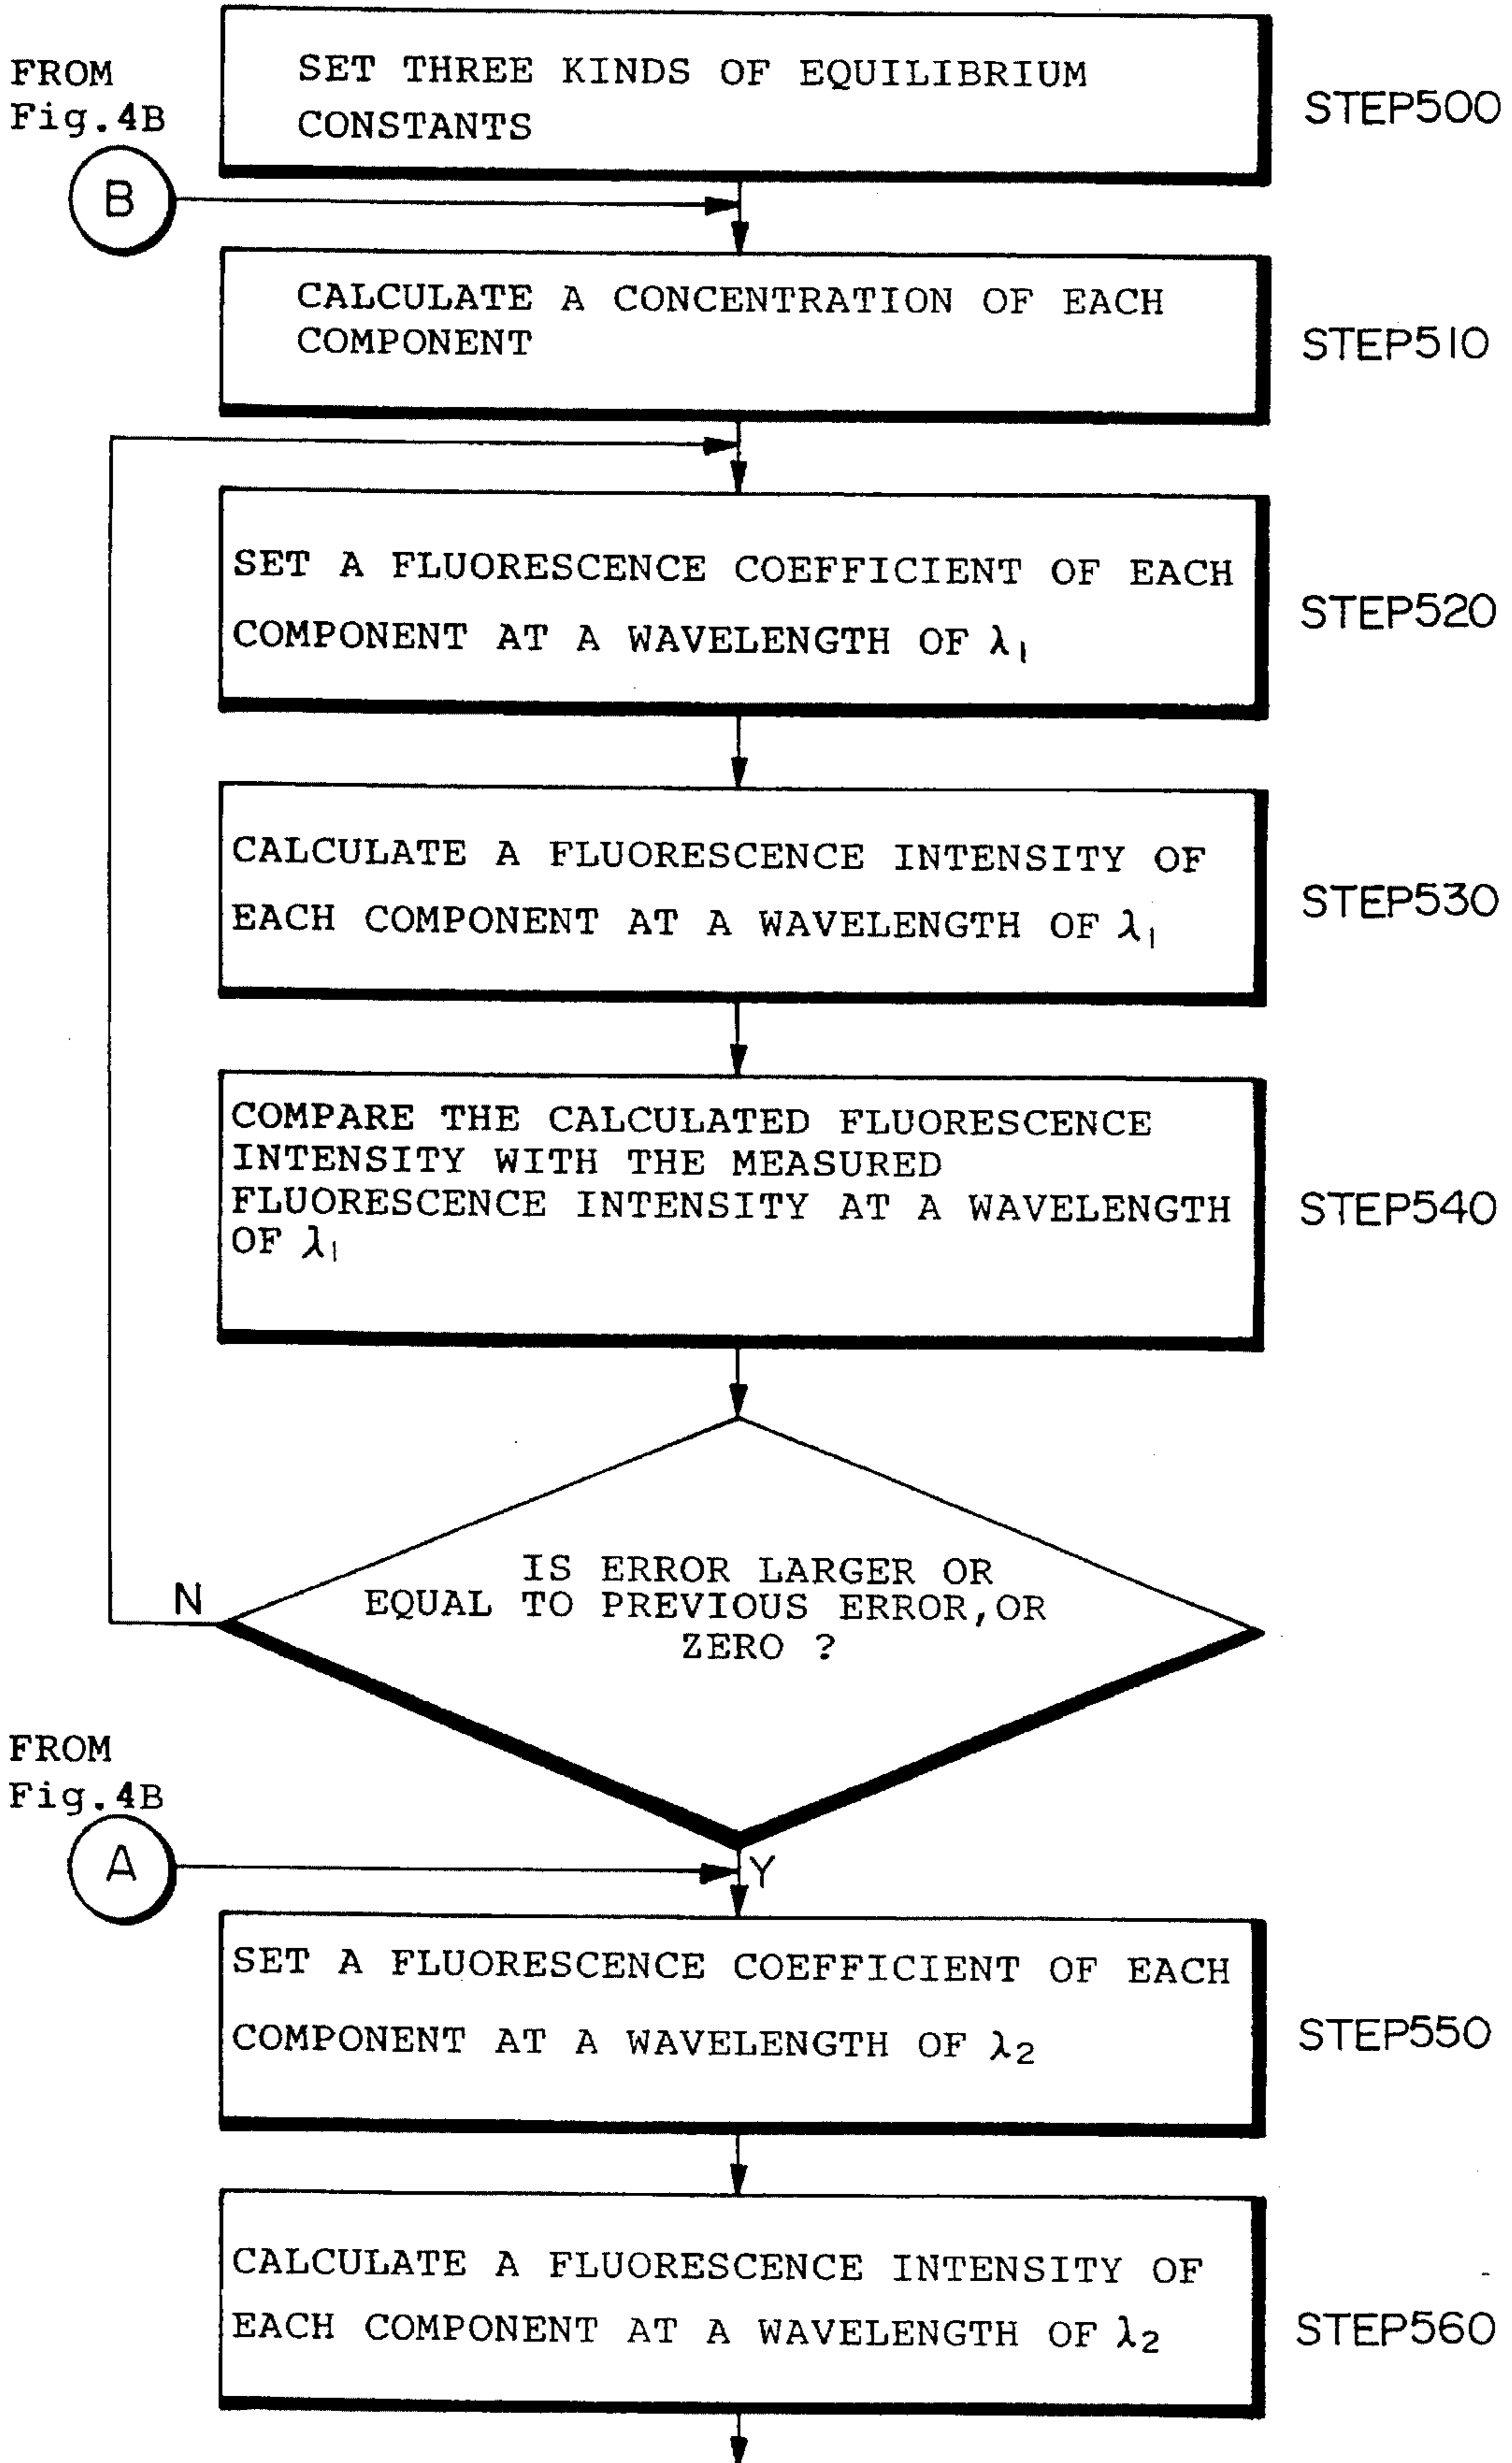 SET THREE KINDS OF EQUILIBRIUM
CONSTANTS
STEP500
FROM
Fig.4B
B
CALCULATE A CONCENTRATION OF EACH
COMPONENT
STEP510
SET A FLUORESCENCE COEFFICIENT OF EACH
COMPONENT AT A WAVELENGTH OF λ₁
STEP520
CALCULATE A FLUORESCENCE INTENSITY OF
EACH COMPONENT AT A WAVELENGTH OF λ₁
STEP530
COMPARE THE CALCULATED FLUORESCENCE
INTENSITY WITH THE MEASURED
FLUORESCENCE INTENSITY AT A WAVELENGTH
OF λ₁
STEP540
IS ERROR LARGER OR
EQUAL TO PREVIOUS ERROR,OR
ZERO ?
N
Y
FROM
Fig.4B
A
SET A FLUORESCENCE COEFFICIENT OF EACH
COMPONENT AT A WAVELENGTH OF λ₂
STEP550
CALCULATE A FLUORESCENCE INTENSITY OF
EACH COMPONENT AT A WAVELENGTH OF λ₂
STEP560